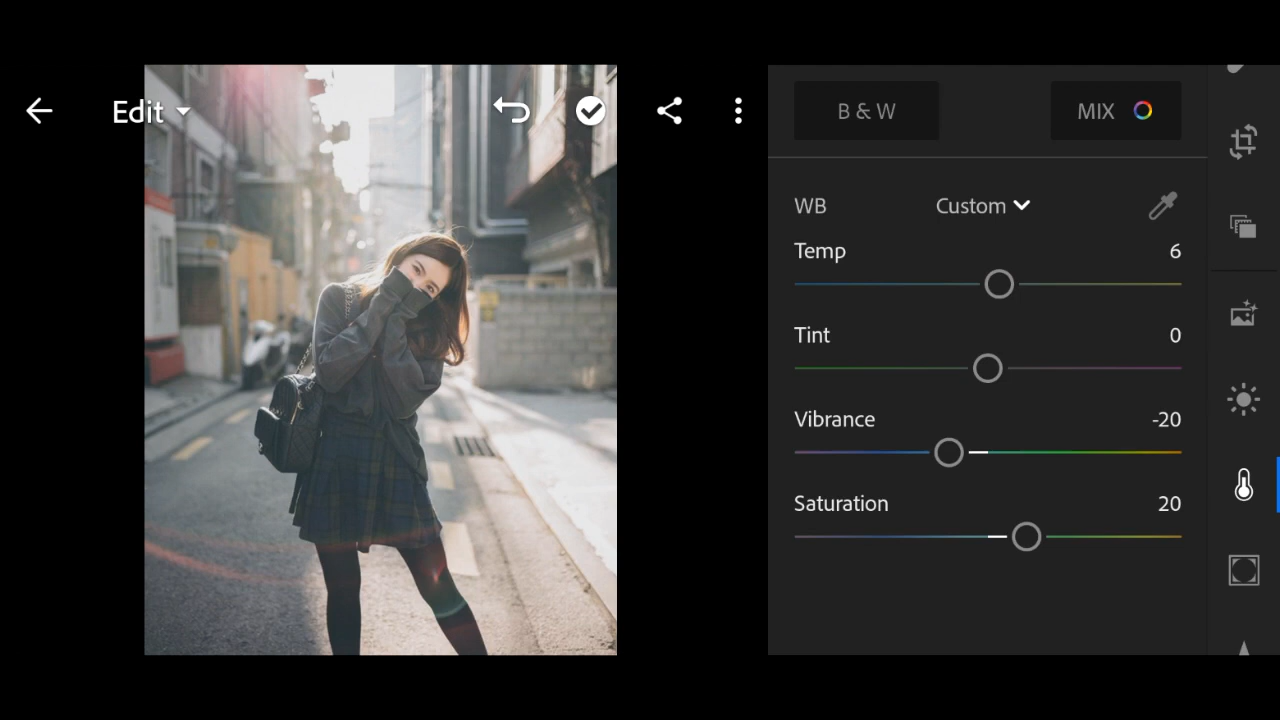 Edit
B & W
MIX
WB
Custom
Temp
6
Tint
0
Vibrance
-20
Saturation
20